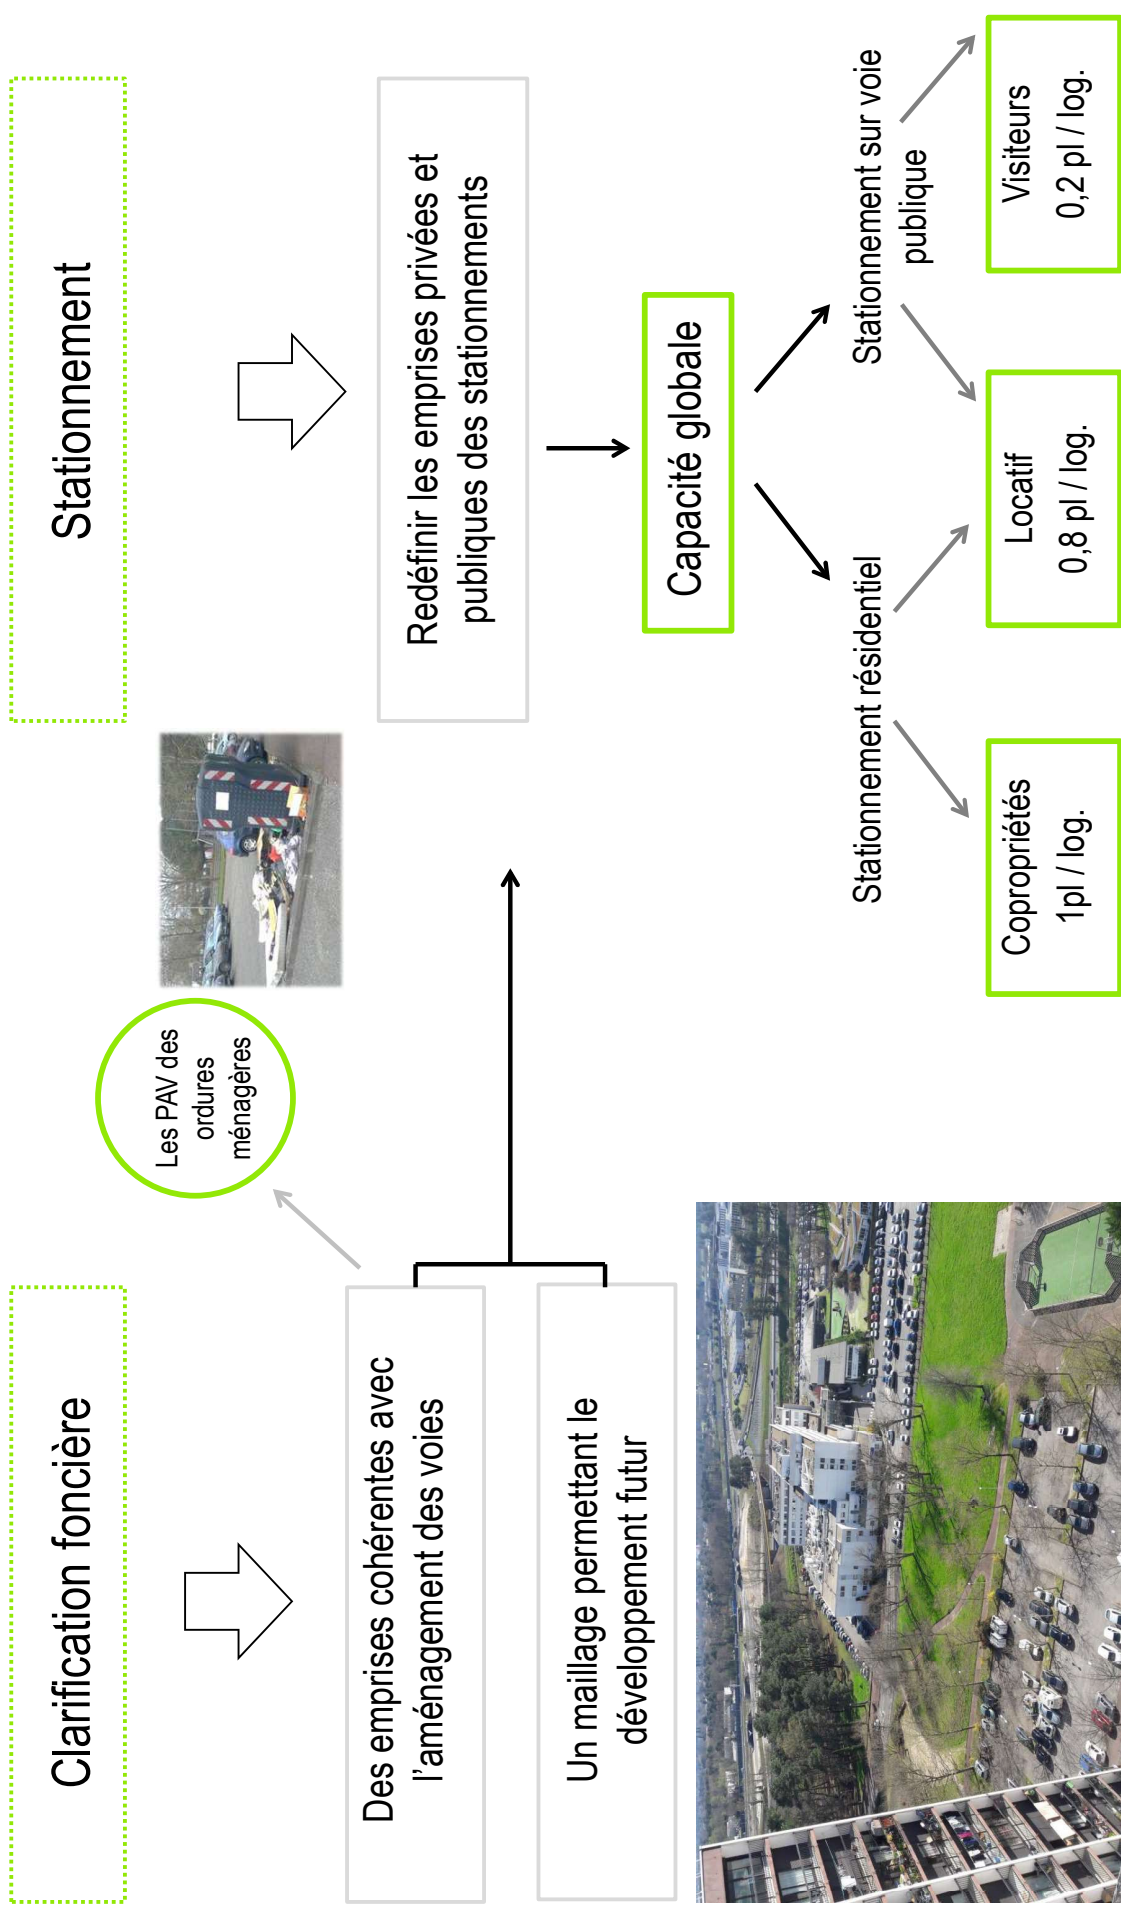 Clarification foncière
Des emprises cohérentes avec
l’aménagement des voies
Un maillage permettant le
développement futur
Les PAV des
ordures
ménagères
Stationnement
Redéfinir les emprises privées et
publiques des stationnements
Capacité globale
Stationnement résidentiel
Stationnement sur voie
publique
Copropriétés
1pl / log.
Locatif
0,8 pl / log.
Visiteurs
0,2 pl / log.